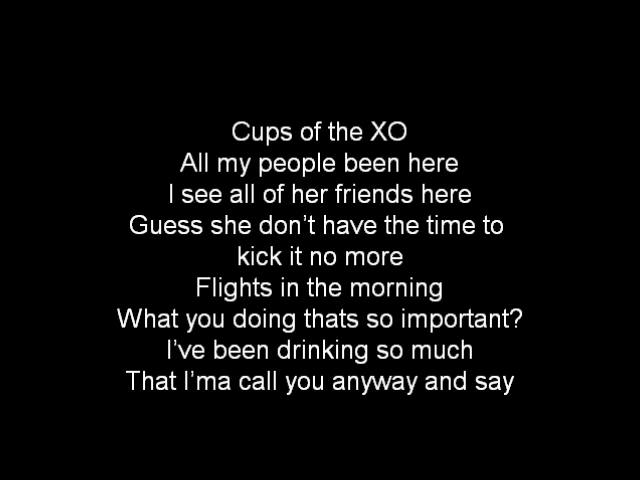 Cups of the XO
All my people been here
I see all of her friends here
Guess she don't have the time to
kick it no more
Flights in the morning
What you doing thats so important?
I've been drinking so much
That I'ma call you anyway and say